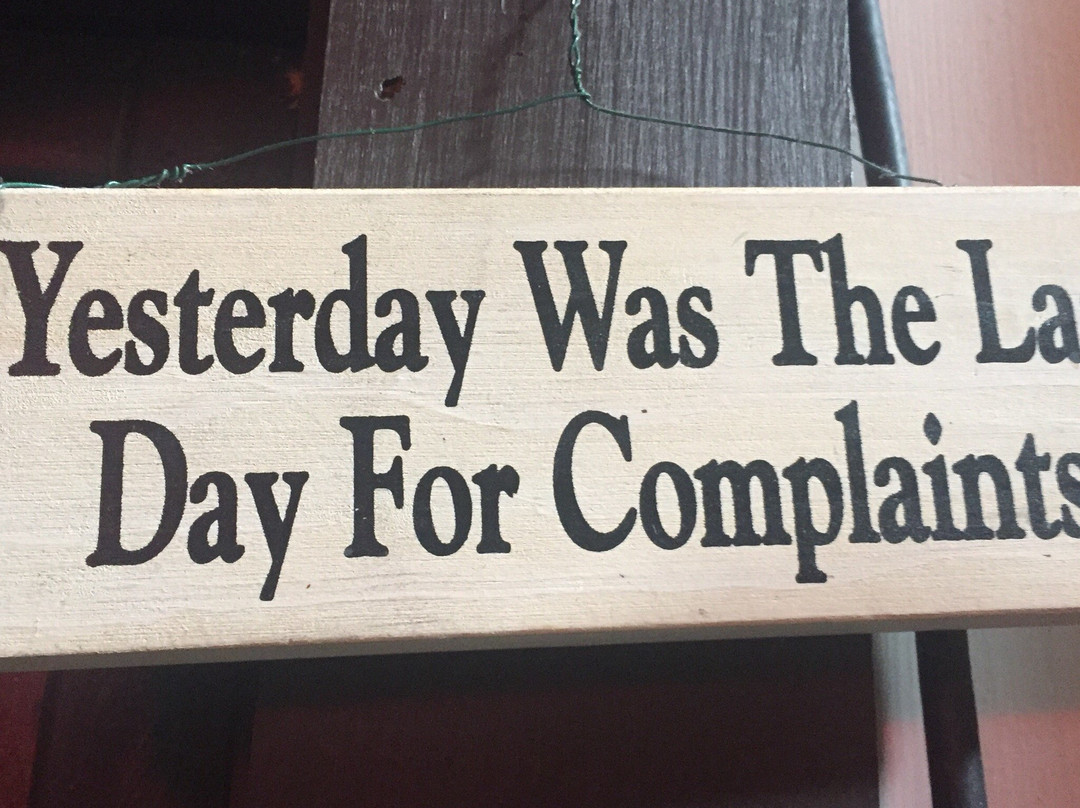 Yesterday Was The La
Day For Complaints